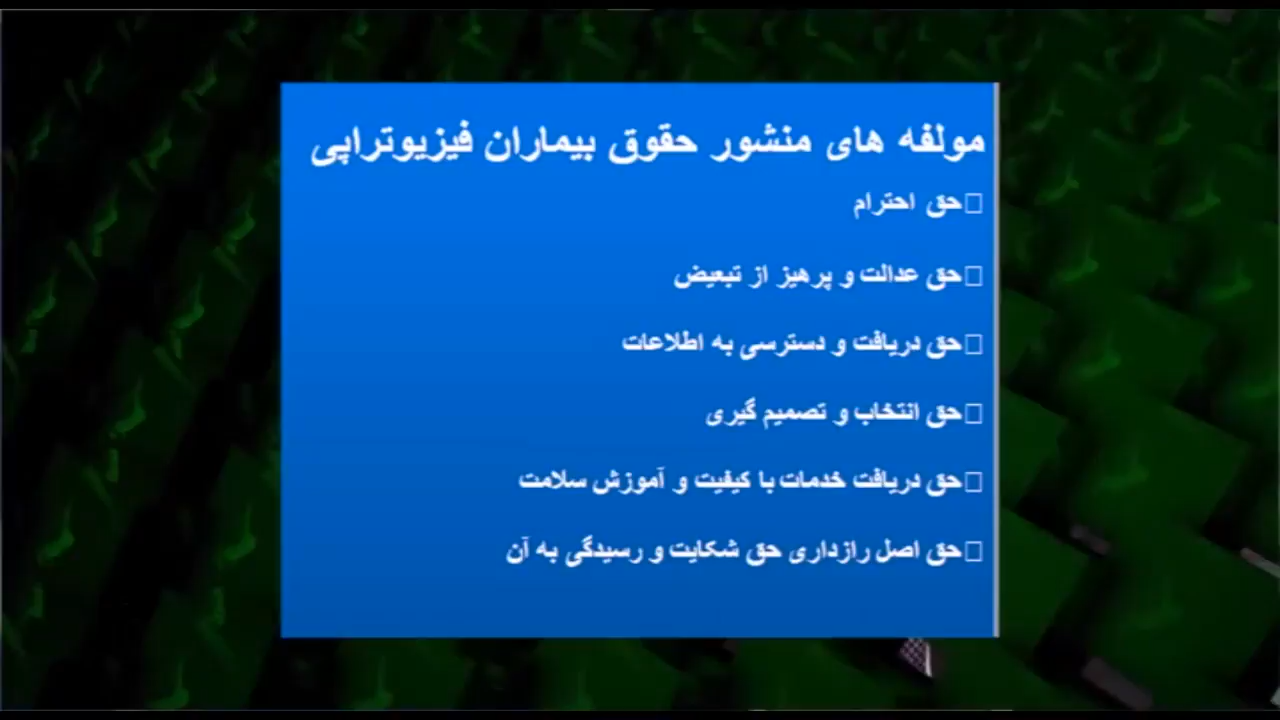 مولفه های منشور حقوق بیماران فیزیوتراپی
□حق احترام
□حق عدالت و پرهیز از تبعیض
□حق دریافت و دسترسی به اطلاعات
□حق انتخاب و تصمیم گیری
□حق دریافت خدمات با کیفیت و آموزش سلامت
□حق اصل رازداری حق شکایت و رسیدگی به آن